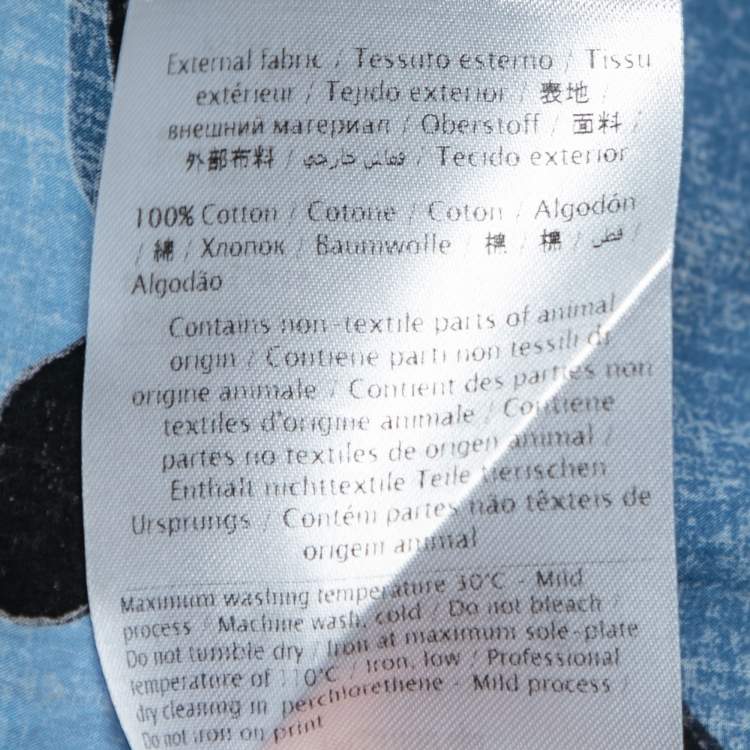 External fabric / Tessuto esterno / Tissu
extérieur / Tejido exterior / 表地 /
внешний материал / Oberstoff / 面料 /
外部布料 / قماش خارجي / Tecido exterior
100% Cotton / Cotone / Coton / Algodón
/ 綿 / Хлопок / Baumwolle / 棉 / 棉 / قطن /
Algodão
Contains non-textile parts of animal
origin / Contiene parti non tessili di
origine animale / Contient des parties non
textiles d'origine animale / Contiene
partes no textiles de origen animal /
Enthält nichttextile Teile tierischen
Ursprungs / Contém partes não têxteis de
origem animal
Maximum washing temperature 30°C - Mild
process / Machine wash, cold / Do not bleach /
Do not tumble dry / Iron at maximum sole-plate
temperature of 110°C / Iron, low / Professional
dry cleaning in perchlorethene - Mild process /
Do not iron on print